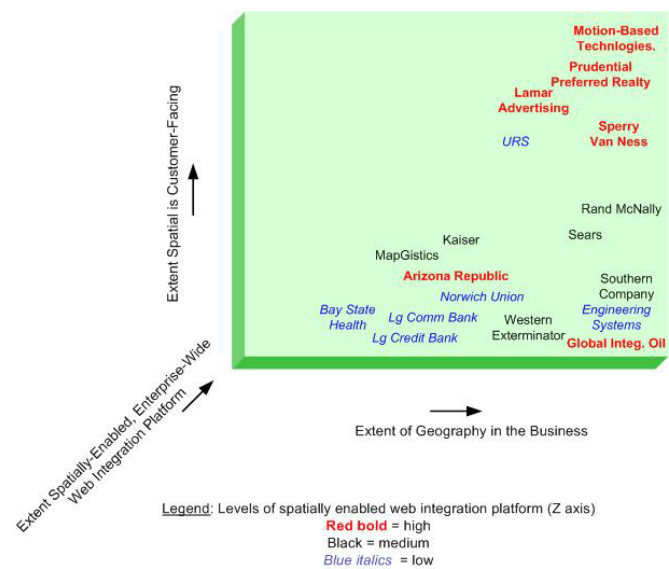 Motion-Based
Technlogies.
Prudential
Preferred Realty
Lamar
Advertising
Sperry
Van Ness
URS
Rand McNally
Sears
Kaiser
MapGistics
Arizona Republic
Southern
Company
Norwich Union
Bay State
Health
Lg Comm Bank
Engineering
Systems
Western
Exterminator
Lg Credit Bank
Global Integ. Oil
Extent Spatial is Customer-Facing
Extent Spatially-Enabled, Enterprise-Wide
Web Integration Platform
Extent of Geography in the Business
Legend: Levels of spatially enabled web integration platform (Z axis)
Red bold = high
Black = medium
Blue italics = low